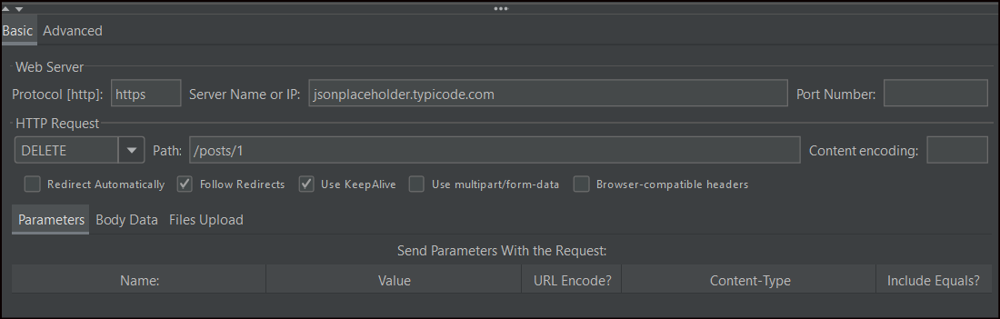 Basic Advanced
Web Server
Protocol [http]: https Server Name or IP: jsonplaceholder.typicode.com Port Number:
HTTP Request
DELETE Path: /posts/1 Content encoding:
Redirect Automatically Follow Redirects Use KeepAlive Use multipart/form-data Browser-compatible headers
Parameters Body Data Files Upload
Send Parameters With the Request:
Name: Value URL Encode? Content-Type Include Equals?